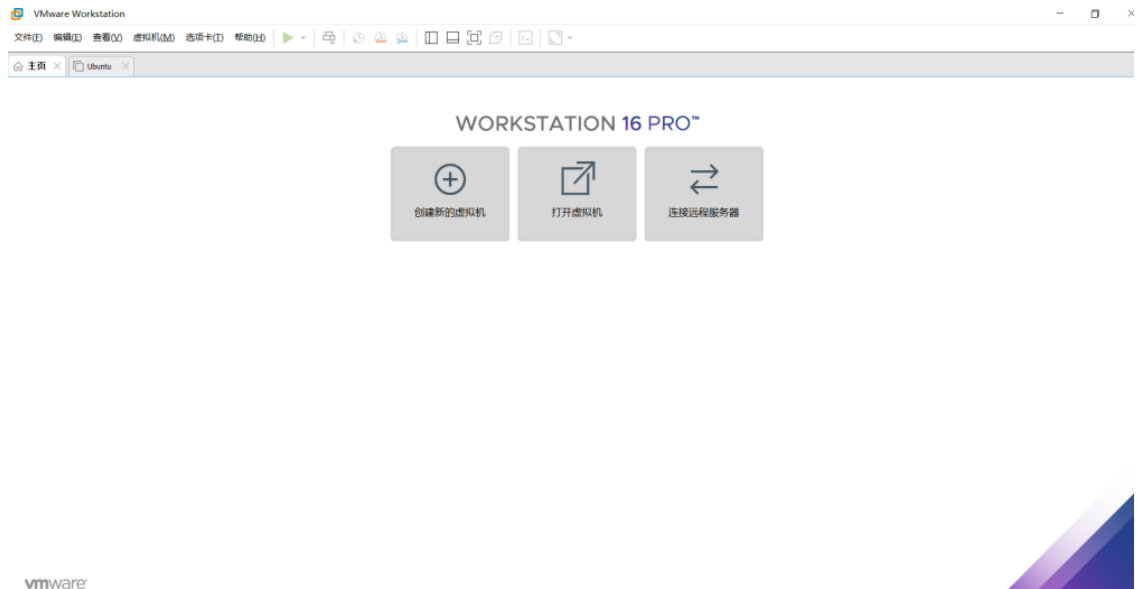 VMware Workstation
文件(F) 编辑(E) 查看(V) 虚拟机(M) 选项卡(T) 帮助(H)
主页 Ubuntu
WORKSTATION 16 PRO™
创建新的虚拟机 打开虚拟机 连接远程服务器
vmware